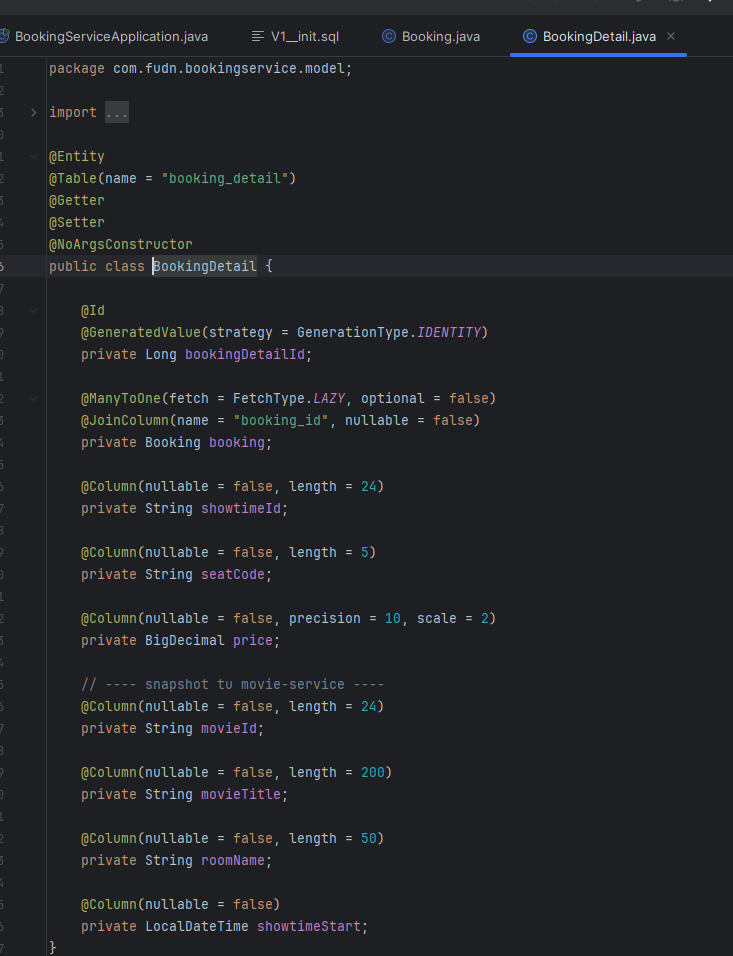 BookingServiceApplication.java V1__init.sql Booking.java BookingDetail.java ×
package com.fudn.bookingservice.model;
import ...
@Entity
@Table(name = "booking_detail")
@Getter
@Setter
@NoArgsConstructor
public class BookingDetail {
@Id
@GeneratedValue(strategy = GenerationType.IDENTITY)
private Long bookingDetailId;
@ManyToOne(fetch = FetchType.LAZY, optional = false)
@JoinColumn(name = "booking_id", nullable = false)
private Booking booking;
@Column(nullable = false, length = 24)
private String showtimeId;
@Column(nullable = false, length = 5)
private String seatCode;
@Column(nullable = false, precision = 10, scale = 2)
private BigDecimal price;
// ---- snapshot tu movie-service ----
@Column(nullable = false, length = 24)
private String movieId;
@Column(nullable = false, length = 200)
private String movieTitle;
@Column(nullable = false, length = 50)
private String roomName;
@Column(nullable = false)
private LocalDateTime showtimeStart;
}